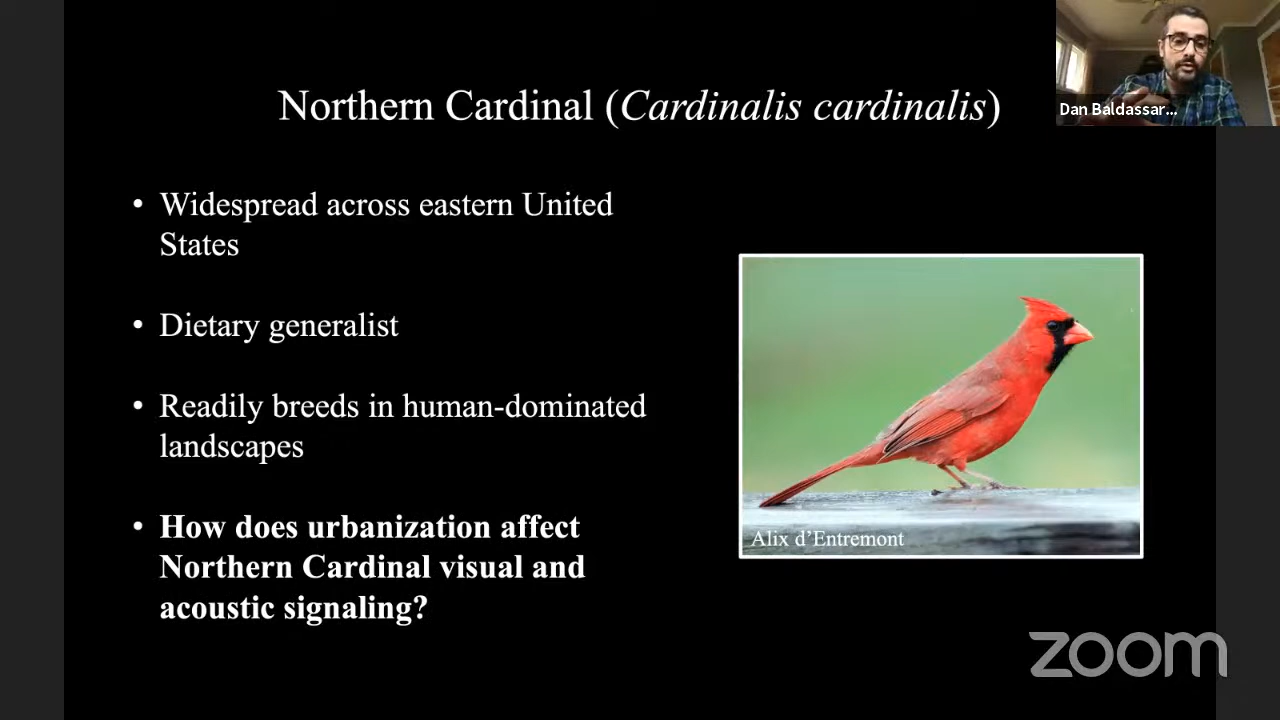 Northern Cardinal (Cardinalis cardinalis)
Dan Baldassar...
• Widespread across eastern United
States
• Dietary generalist
• Readily breeds in human-dominated
landscapes
• How does urbanization affect
Northern Cardinal visual and
acoustic signaling?
Alix d’Entremont
zoom